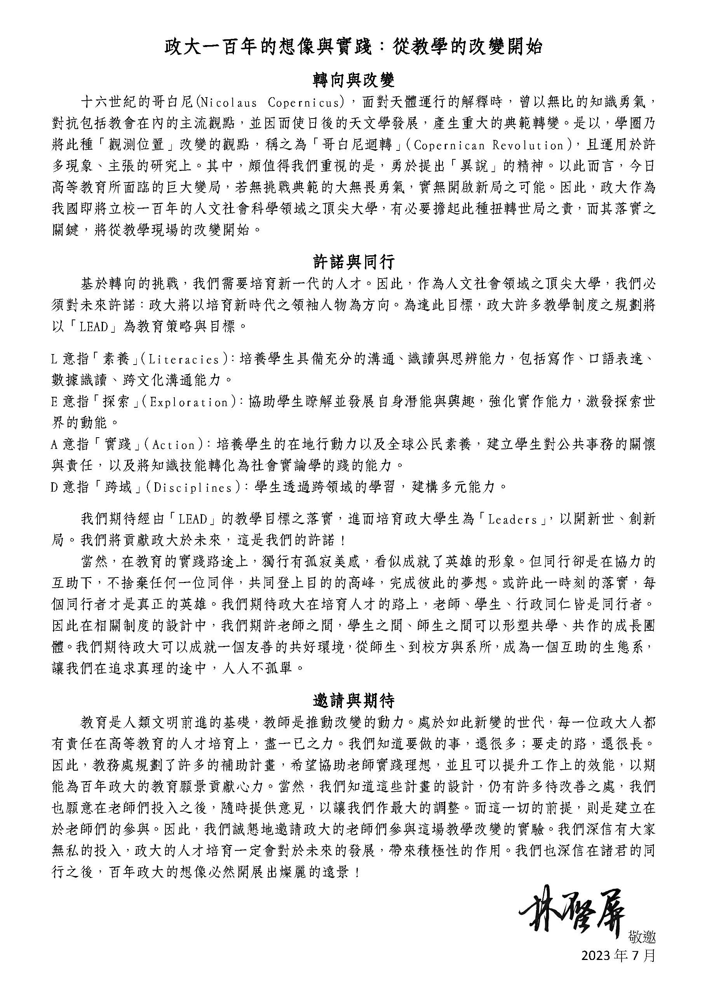 政大一百年的想像與實踐：從教學的改變開始
轉向與改變
十六世紀的哥白尼(Nicolaus Copernicus)，面對天體運行的解釋時，曾以無比的知識勇氣，
對抗包括教會在內的主流觀點，並因而使日後的天文學發展，產生重大的典範轉變。是以，學圈乃
將此種「觀測位置」改變的觀點，稱之為「哥白尼迴轉」(Copernican Revolution)，且運用於許
多現象、主張的研究上。其中，頗值得我們重視的是，勇於提出「異說」的精神。以此而言，今日
高等教育所面臨的巨大變局，若無挑戰典範的大無畏勇氣，實無開啟新局之可能。因此，政大作為
我國即將立校一百年的人文社會科學領域之頂尖大學，有必要擔起此種扭轉世局之責，而其落實之
關鍵，將從教學現場的改變開始。
許諾與同行
基於轉向的挑戰，我們需要培育新一代的人才。因此，作為人文社會領域之頂尖大學，我們必
須對未來許諾：政大將以培育新時代之領袖人物為方向。為達此目標，政大許多教學制度之規劃將
以「LEAD」為教育策略與目標。
L 意指「素養」(Literacies)：培養學生具備充分的溝通、識讀與思辨能力，包括寫作、口語表達、
數據識讀、跨文化溝通能力。
E 意指「探索」(Exploration)：協助學生瞭解並發展自身潛能與興趣，強化實作能力，激發探索世
界的動能。
A 意指「實踐」(Action)：培養學生的在地行動力以及全球公民素養，建立學生對公共事務的關懷
與責任，以及將知識技能轉化為社會實論學的踐的能力。
D 意指「跨域」(Disciplines)：學生透過跨領域的學習，建構多元能力。
我們期待經由「LEAD」的教學目標之落實，進而培育政大學生為「Leaders」，以開新世、創新
局。我們將貢獻政大於未來，這是我們的許諾！
當然，在教育的實踐路途上，獨行有孤寂美感，看似成就了英雄的形象。但同行卻是在協力的
互助下，不捨棄任何一位同伴，共同登上目的的高峰，完成彼此的夢想。或許此一時刻的落實，每
個同行者才是真正的英雄。我們期待政大在培育人才的路上，老師、學生、行政同仁皆是同行者。
因此在相關制度的設計中，我們期許老師之間，學生之間、師生之間可以形塑共學、共作的成長團
體。我們期待政大可以成就一個友善的共好環境，從師生、到校方與系所，成為一個互助的生態系，
讓我們在追求真理的途中，人人不孤單。
邀請與期待
教育是人類文明前進的基礎，教師是推動改變的動力。處於如此新變的世代，每一位政大人都
有責任在高等教育的人才培育上，盡一己之力。我們知道要做的事，還很多；要走的路，還很長。
因此，教務處規劃了許多的補助計畫，希望協助老師實踐理想，並且可以提升工作上的效能，以期
能為百年政大的教育願景貢獻心力。當然，我們知道這些計畫的設計，仍有許多待改善之處，我們
也願意在老師們投入之後，隨時提供意見，以讓我們作最大的調整。而這一切的前提，則是建立在
於老師們的參與。因此，我們誠懇地邀請政大的老師們參與這場教學改變的實驗。我們深信有大家
無私的投入，政大的人才培育一定會對於未來的發展，帶來積極性的作用。我們也深信在諸君的同
行之後，百年政大的想像必然開展出燦麗的遠景！
林啓屏
敬邀
2023 年 7 月